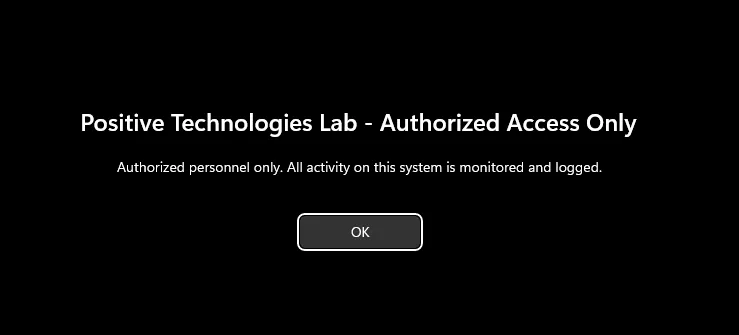 Positive Technologies Lab - Authorized Access Only
Authorized personnel only. All activity on this system is monitored and logged.
OK